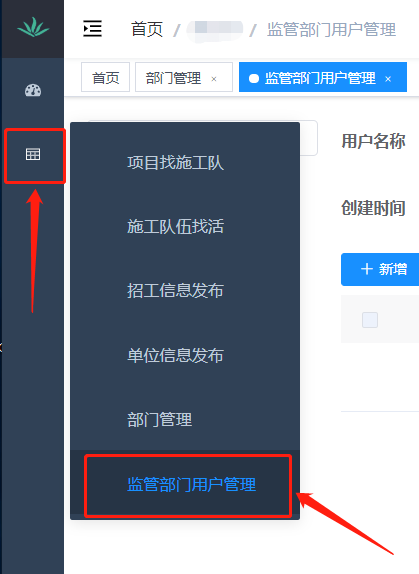 首页 / / 监管部门用户管理
首页 部门管理 × 监管部门用户管理 ×
用户名称
项目找施工队
施工队伍找活
创建时间
＋ 新增
招工信息发布
单位信息发布
部门管理
监管部门用户管理